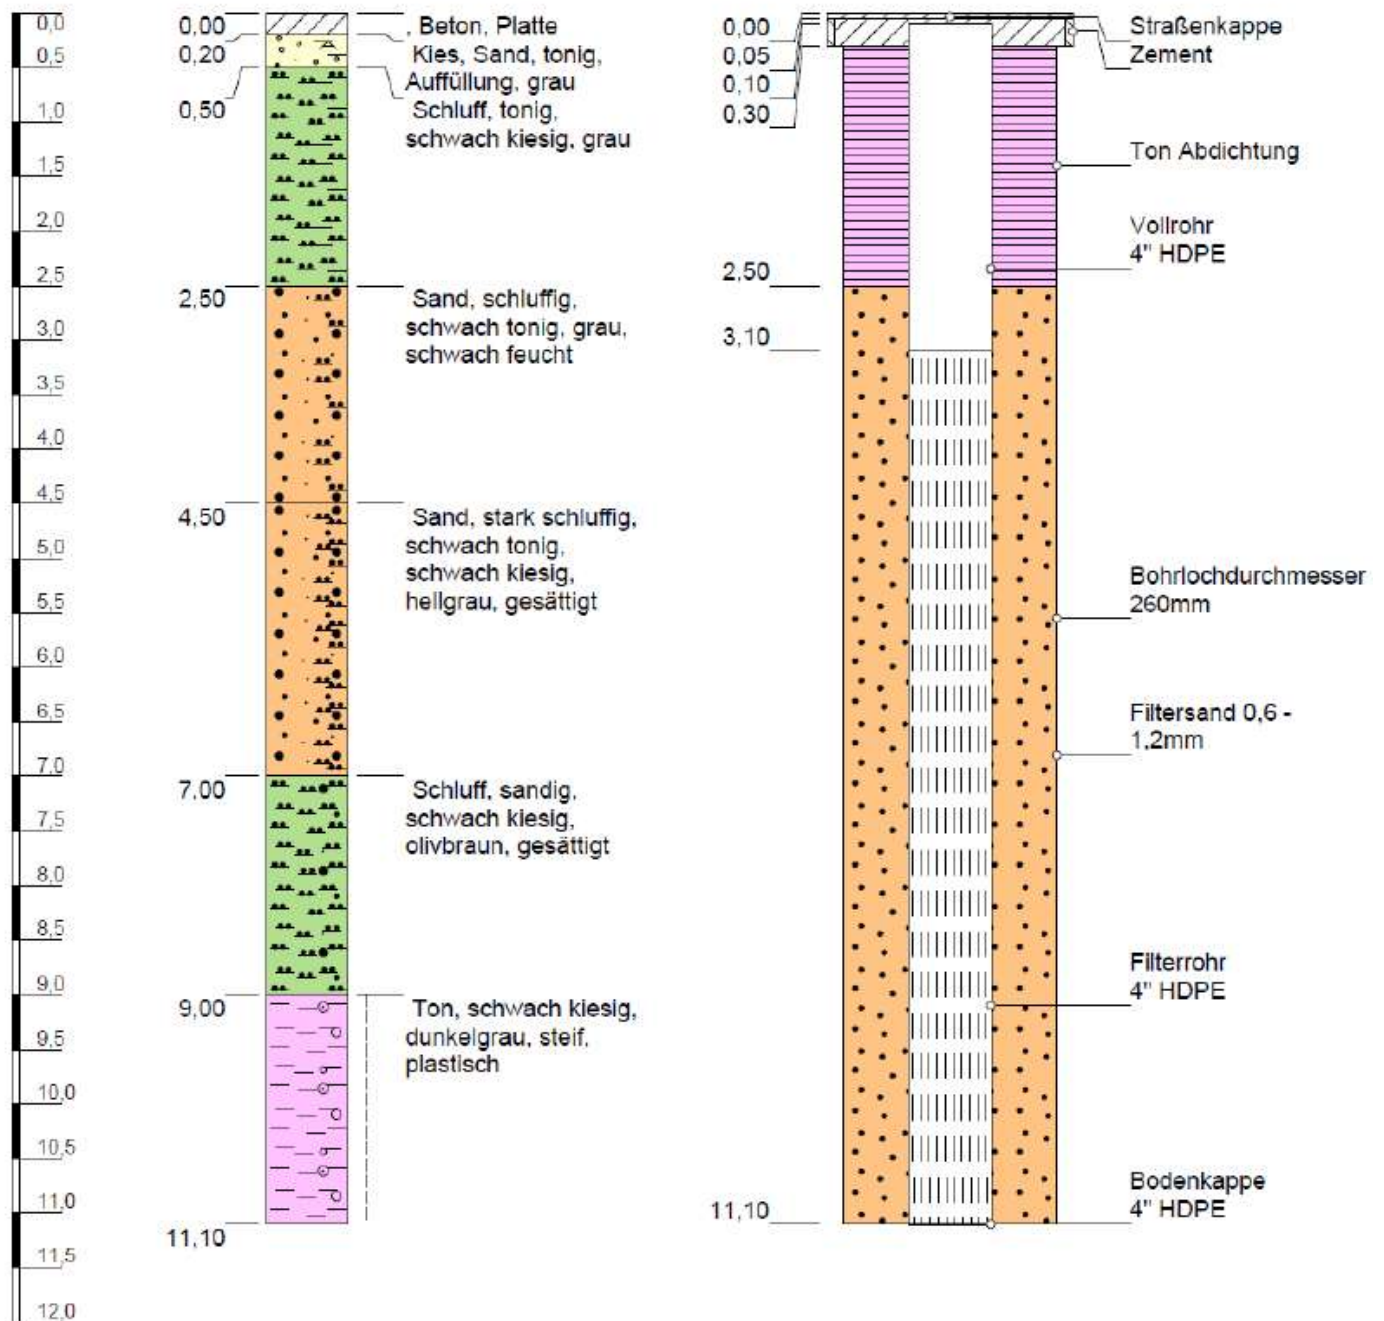 0,0
0,5
1,0
1,5
2,0
2,5
3,0
3,5
4,0
4,5
5,0
5,5
6,0
6,5
7,0
7,5
8,0
8,5
9,0
9,5
10,0
10,5
11,0
11,5
12,0
0,00
0,20
0,50
2,50
4,50
7,00
9,00
11,10
, Beton, Platte
Kies, Sand, tonig,
Auffüllung, grau
Schluff, tonig,
schwach kiesig, grau
Sand, schluffig,
schwach tonig, grau,
schwach feucht
Sand, stark schluffig,
schwach tonig,
schwach kiesig,
hellgrau, gesättigt
Schluff, sandig,
schwach kiesig,
olivbraun, gesättigt
Ton, schwach kiesig,
dunkelgrau, steif,
plastisch
0,00
0,05
0,10
0,30
2,50
3,10
11,10
Straßenkappe
Zement
Ton Abdichtung
Vollrohr
4" HDPE
Bohrlochdurchmesser
260mm
Filtersand 0,6 -
1,2mm
Filterrohr
4" HDPE
Bodenkappe
4" HDPE